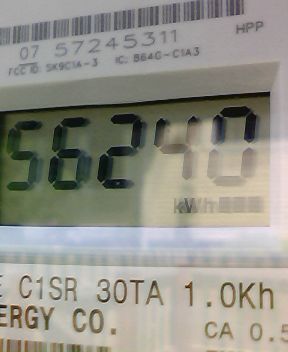 07 57245311
HPP
FCC ID: SK9C1A-3 IC: 864G-C1A3
56240
kWh
E C1SR 30TA 1.0Kh
ERGY CO.
CA 0.5